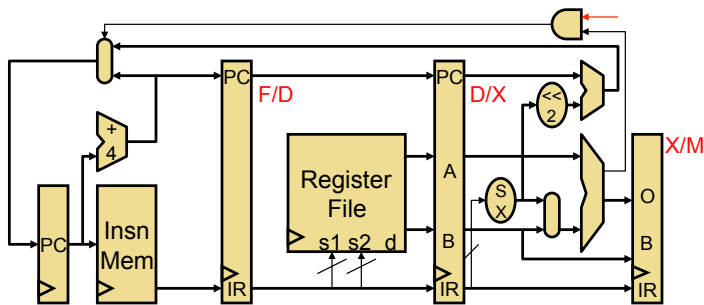 PC
F/D
PC
D/X
<<
2
+
4
X/M
Register
File
A
S
X
O
PC
Insn
Mem
s1 s2 d
B
B
IR
IR
IR